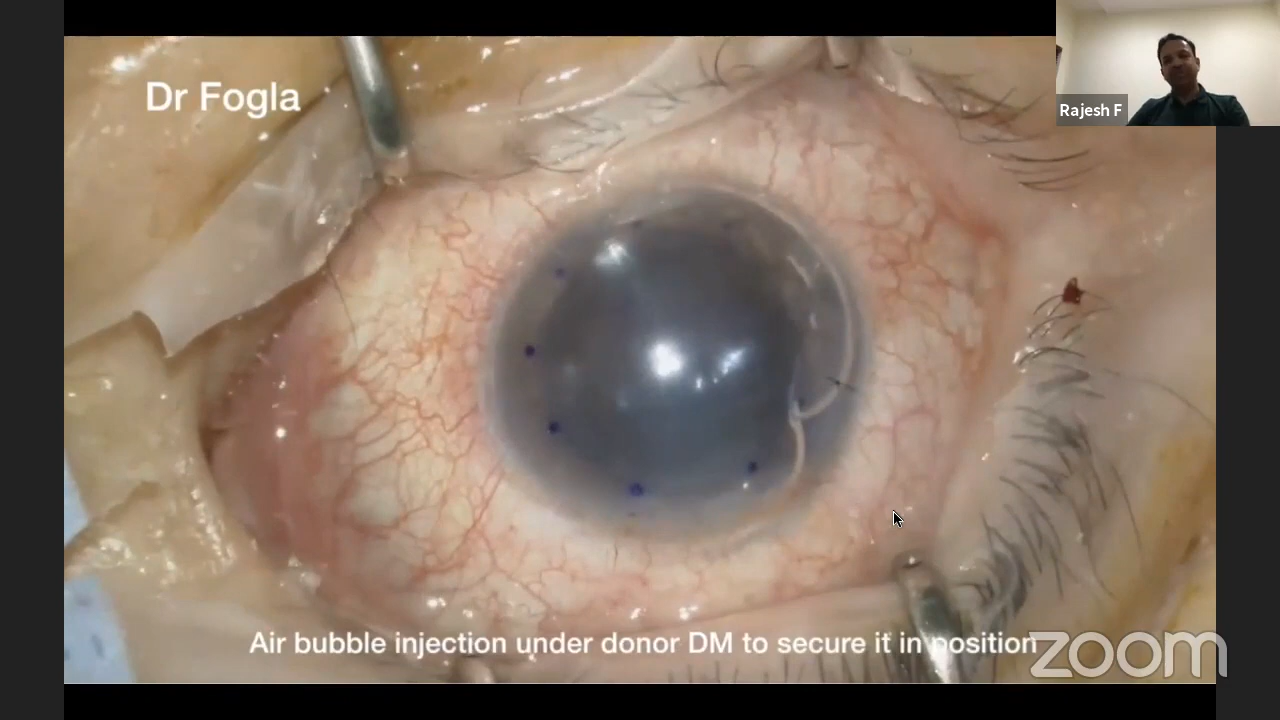 Dr Fogla
Rajesh F
Air bubble injection under donor DM to secure it in position
zoom